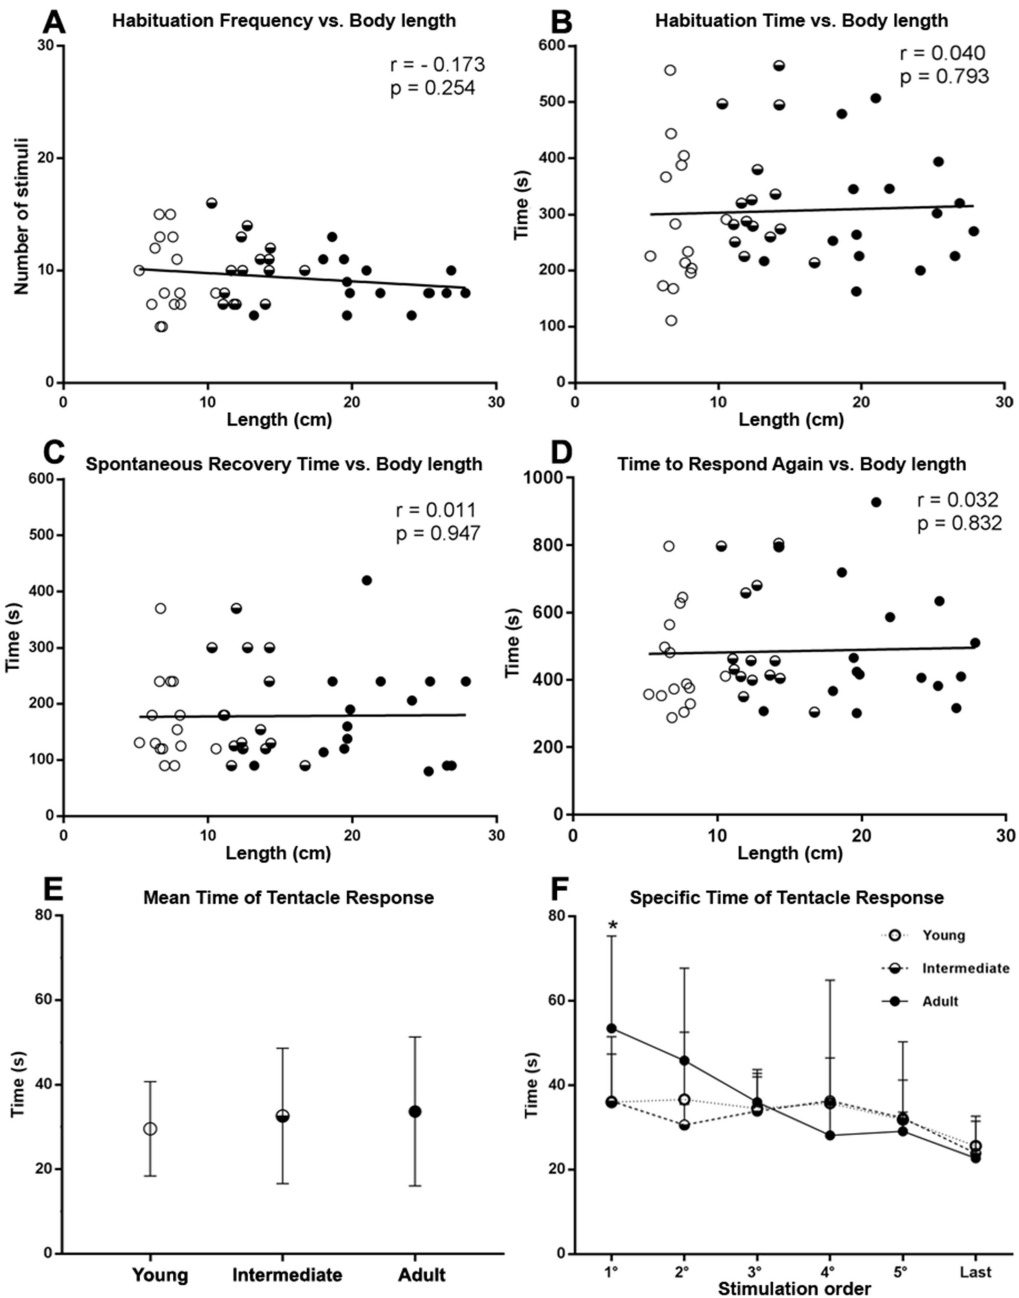 A
Habituation Frequency vs. Body length
r = - 0.173
p = 0.254
Number of stimuli
30
20
10
0
0 10 20 30
Length (cm)
B
Habituation Time vs. Body length
r = 0.040
p = 0.793
Time (s)
600
500
400
300
200
100
0
0 10 20 30
Length (cm)
C
Spontaneous Recovery Time vs. Body length
r = 0.011
p = 0.947
Time (s)
600
500
400
300
200
100
0
0 10 20 30
Length (cm)
D
Time to Respond Again vs. Body length
r = 0.032
p = 0.832
Time (s)
1000
800
600
400
200
0
0 10 20 30
Length (cm)
E
Mean Time of Tentacle Response
Time (s)
80
60
40
20
0
Young Intermediate Adult
F
Specific Time of Tentacle Response
*
Young
Intermediate
Adult
Time (s)
80
60
40
20
0
1° 2° 3° 4° 5° Last
Stimulation order